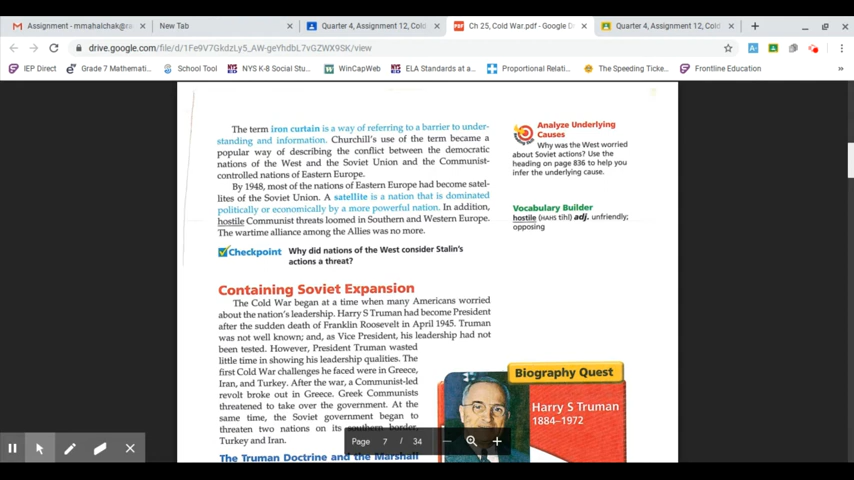 Assignment - mmahalchak@ra
New Tab
Quarter 4, Assignment 12, Cold
Ch 25, Cold War.pdf - Google D
Quarter 4, Assignment 12, Cold
drive.google.com/file/d/1Fe9V7GkdzLy5_AW-geYhdbL7vGZWX9SK/view
IEP Direct
Grade 7 Mathemati...
School Tool
NYS K-8 Social Stu...
WinCapWeb
ELA Standards at a...
Proportional Relatio...
The Speeding Ticke...
Frontline Education
The term iron curtain is a way of referring to a barrier to under-
standing and information. Churchill's use of the term became a
popular way of describing the conflict between the democratic
nations of the West and the Soviet Union and the Communist-
controlled nations of Eastern Europe.
By 1948, most of the nations of Eastern Europe had become satel-
lites of the Soviet Union. A satellite is a nation that is dominated
politically or economically by a more powerful nation. In addition,
hostile Communist threats loomed in Southern and Western Europe.
The wartime alliance among the Allies was no more.
Checkpoint Why did nations of the West consider Stalin's
actions a threat?
Analyze Underlying
Causes
Why was the West worried
about Soviet actions? Use the
heading on page 836 to help you
infer the underlying cause.
Vocabulary Builder
hostile (HAHS tihl) adj. unfriendly;
opposing
Containing Soviet Expansion
The Cold War began at a time when many Americans worried
about the nation's leadership. Harry S Truman had become President
after the sudden death of Franklin Roosevelt in April 1945. Truman
was not well known; and, as Vice President, his leadership had not
been tested. However, President Truman wasted
little time in showing his leadership qualities. The
first Cold War challenges he faced were in Greece,
Iran, and Turkey. After the war, a Communist-led
revolt broke out in Greece. Greek Communists
threatened to take over the government. At the
same time, the Soviet government began to
threaten two nations on its southern border,
Turkey and Iran.
The Truman Doctrine and the Marshall
Biography Quest
Harry S Truman
1884–1972
Page 7 / 34